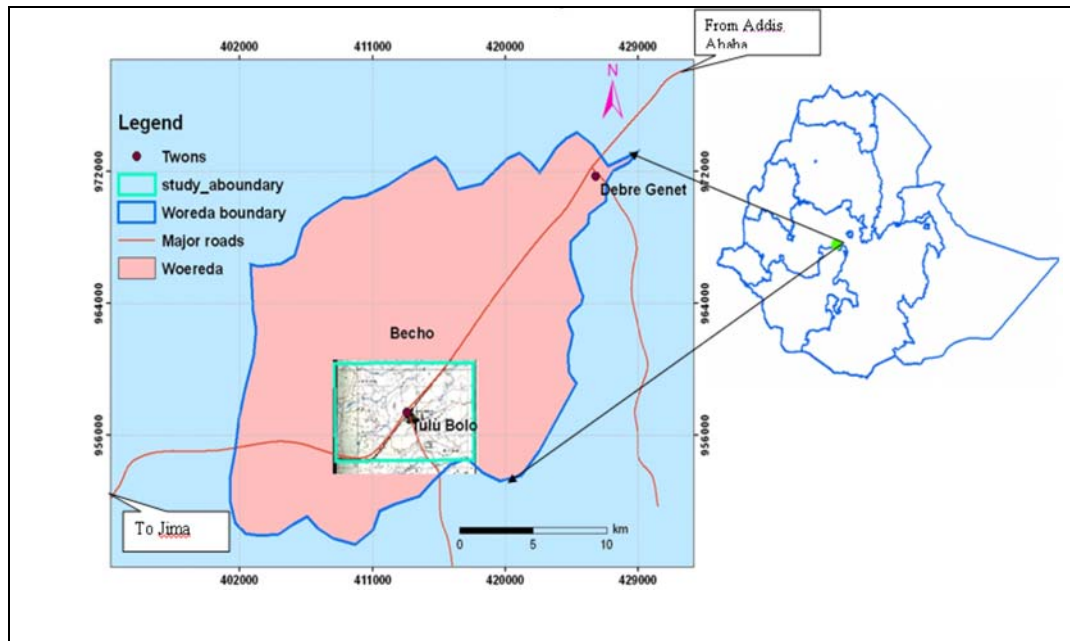 From Addis
Ababa
402000
411000
420000
429000
N
Legend
Twons
study_aboundary
Woreda boundary
Major roads
Woereda
972000
972000
Debre Genet
964000
964000
Becho
956000
956000
Tulu Bolo
To Jima
km
0
5
10
402000
411000
420000
429000